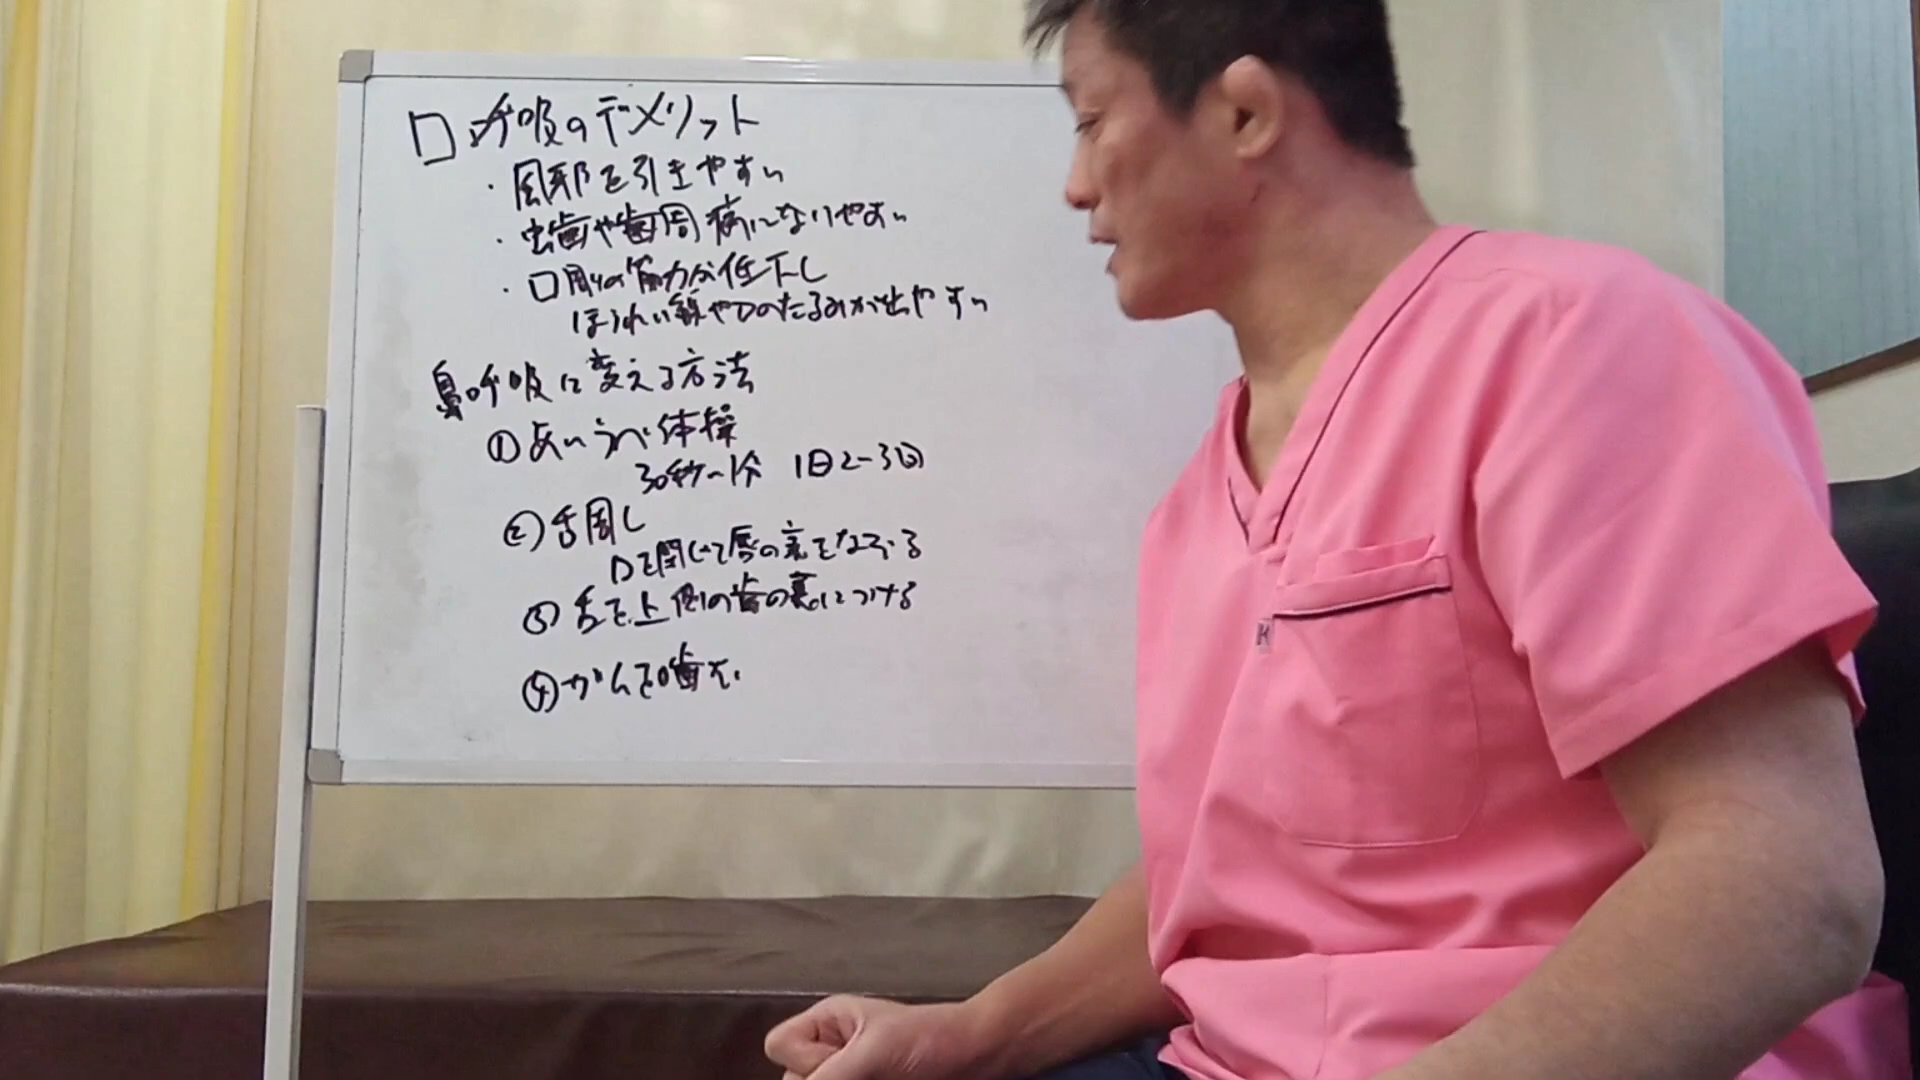 口呼吸のデメリット
・風邪を引きやすい
・虫歯や歯周病になりやすい
・口周りの筋力が低下し
ほうれい線や口のたるみが出やすい
鼻呼吸に変える方法
①あいうべ体操
30秒〜1分 1日2-3回
②舌回し
口を閉じて唇の裏をなぞる
③舌を上側の歯の裏につける
④ガムを噛む